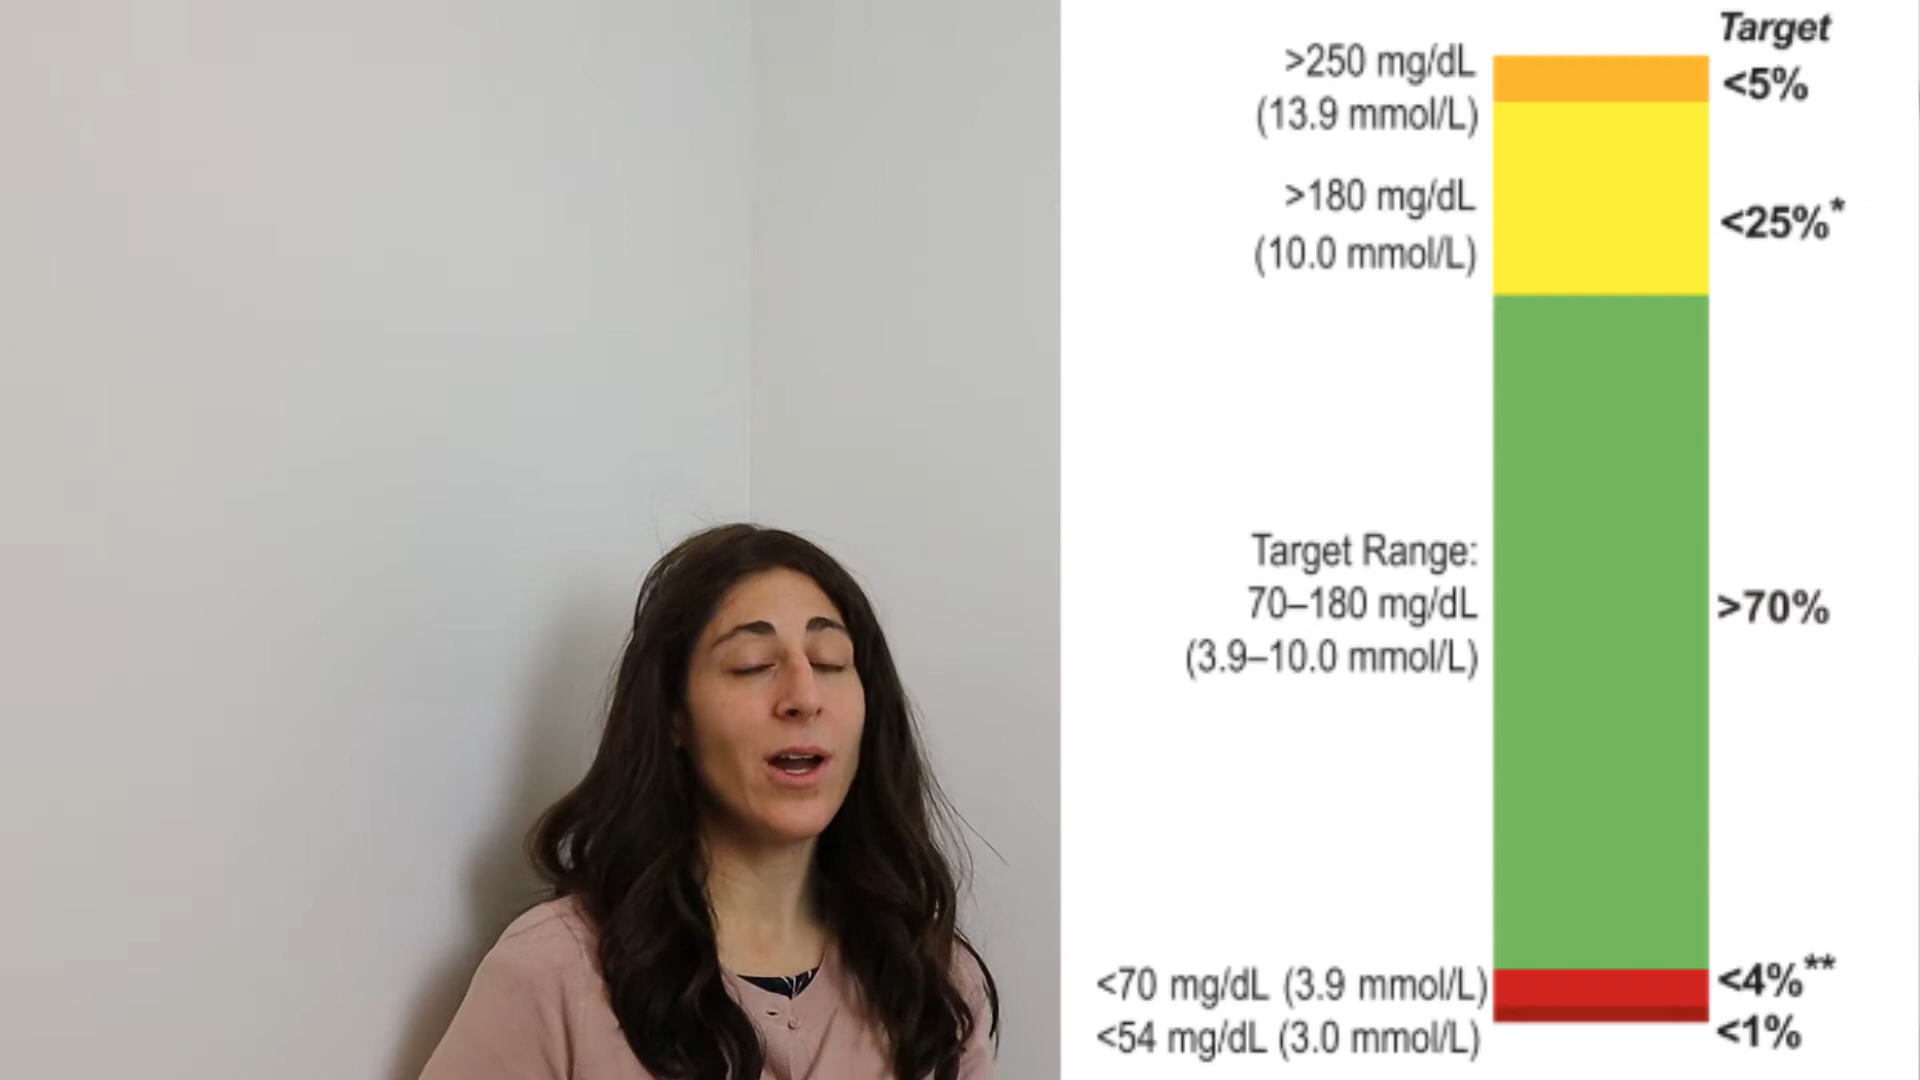 Target
>250 mg/dL
(13.9 mmol/L)
<5%
>180 mg/dL
(10.0 mmol/L)
<25%*
Target Range:
70–180 mg/dL
(3.9–10.0 mmol/L)
>70%
<70 mg/dL (3.9 mmol/L)
<4%**
<54 mg/dL (3.0 mmol/L)
<1%